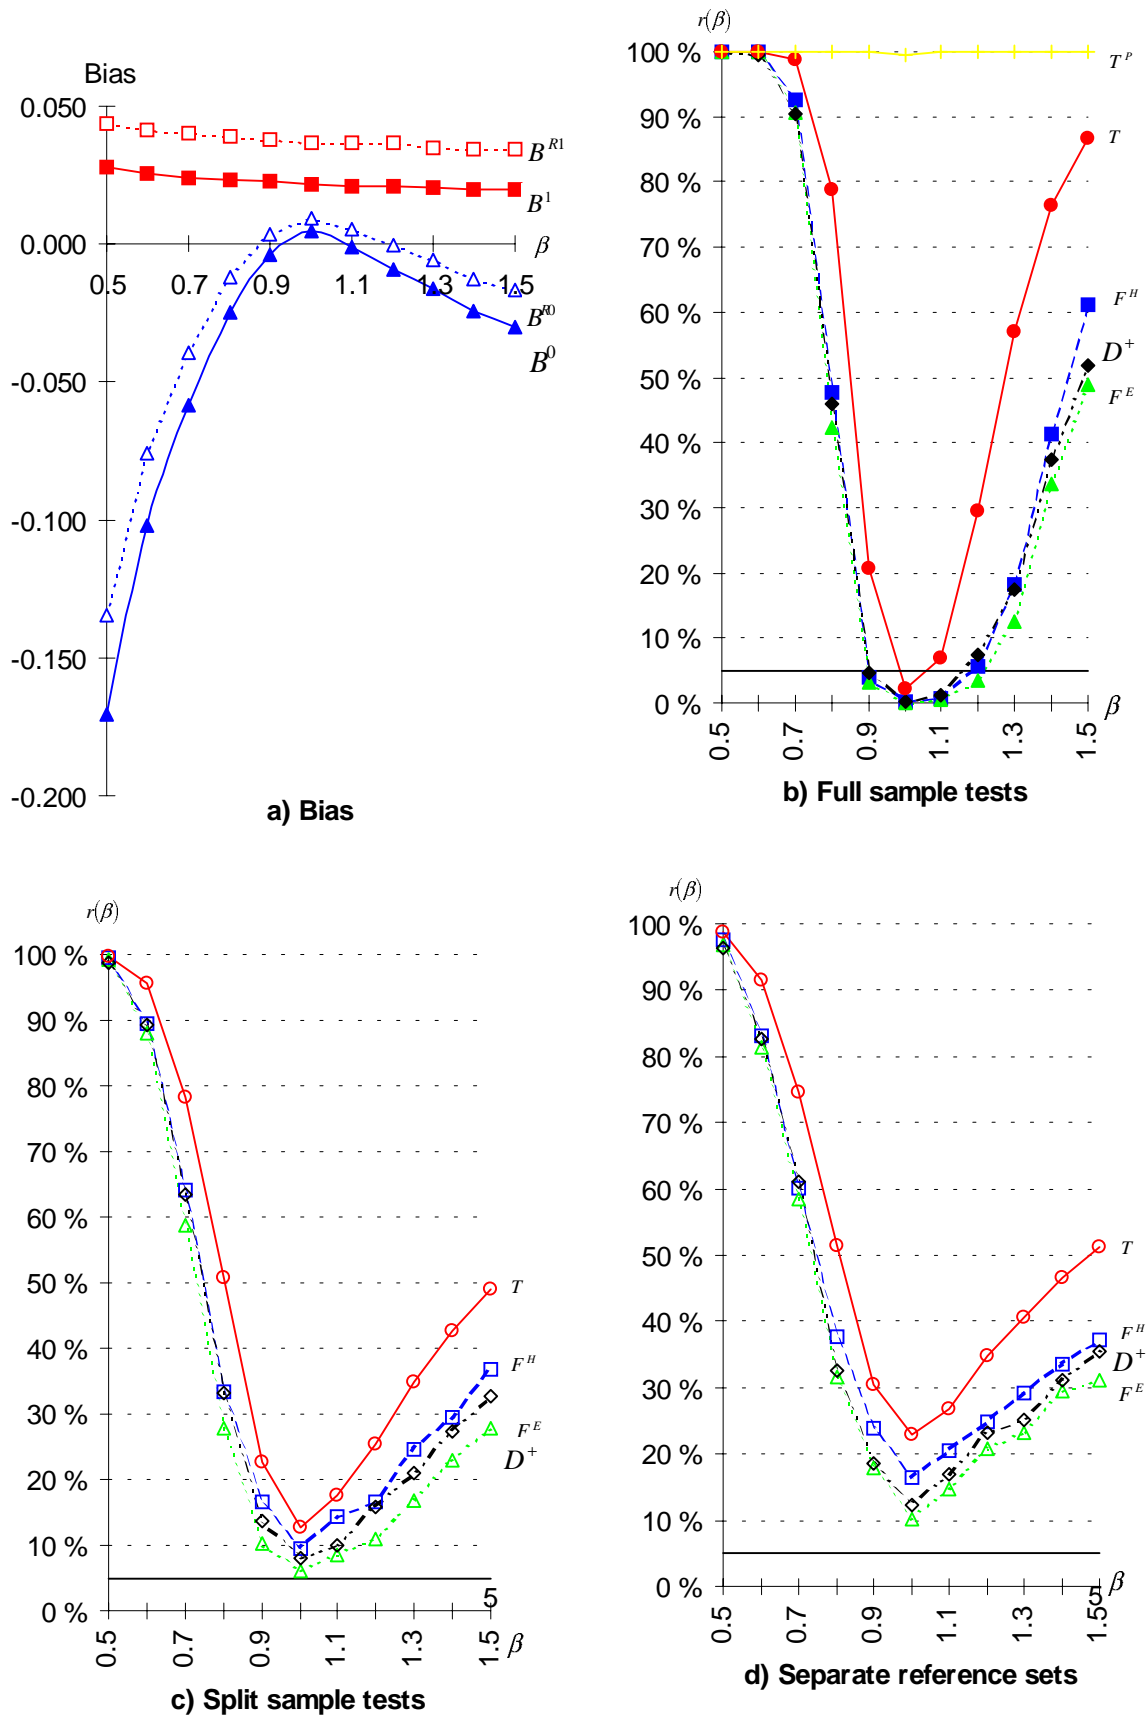 Bias
0.050
0.000
-0.050
-0.100
-0.150
-0.200
0.5 0.7 0.9 1.1 1.3 1.5
β
B^{R1}
B^1
B^{R0}
B^0
a) Bias
r(β)
100 %
90 %
80 %
70 %
60 %
50 %
40 %
30 %
20 %
10 %
0 %
0.5 0.7 0.9 1.1 1.3 1.5
β
T^P
T
F^H
D^+
F^E
b) Full sample tests
r(β)
100 %
90 %
80 %
70 %
60 %
50 %
40 %
30 %
20 %
10 %
0 %
0.5 0.7 0.9 1.1 1.3 1.5
β
T
F^H
F^E
D^+
5
c) Split sample tests
r(β)
100 %
90 %
80 %
70 %
60 %
50 %
40 %
30 %
20 %
10 %
0 %
0.5 0.7 0.9 1.1 1.3 1.5
β
T
F^H
D^+
F^E
5
d) Separate reference sets